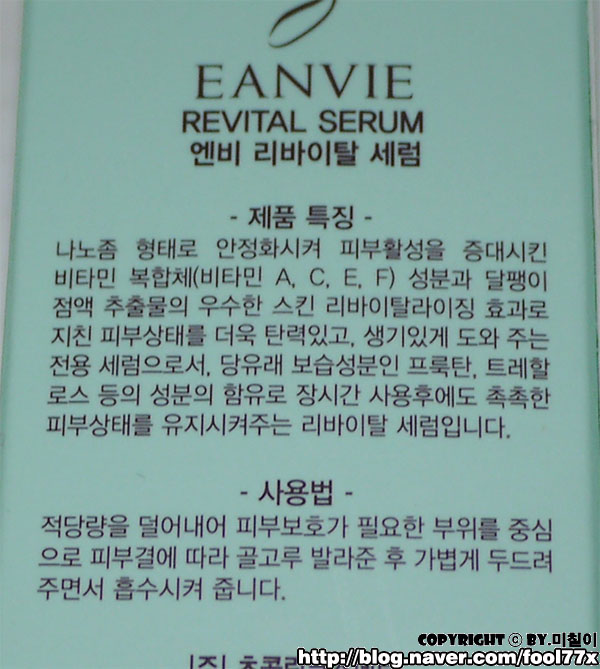 EANVIE
REVITAL SERUM
엔비 리바이탈 세럼
- 제품 특징 -
나노좀 형태로 안정화시켜 피부활성을 증대시킨
비타민 복합체(비타민 A, C, E, F) 성분과 달팽이
점액 추출물의 우수한 스킨 리바이탈라이징 효과로
지친 피부상태를 더욱 탄력있고, 생기있게 도와 주는
전용 세럼으로서, 당유래 보습성분인 프룩탄, 트레할
로스 등의 성분의 함유로 장시간 사용후에도 촉촉한
피부상태를 유지시켜주는 리바이탈 세럼입니다.
- 사용법 -
적당량을 덜어내어 피부보호가 필요한 부위를 중심
으로 피부결에 따라 골고루 발라준 후 가볍게 두드려
주면서 흡수시켜 줍니다.
COPYRIGHT ⓒ BY.미칠이
http://blog.naver.com/fool77x